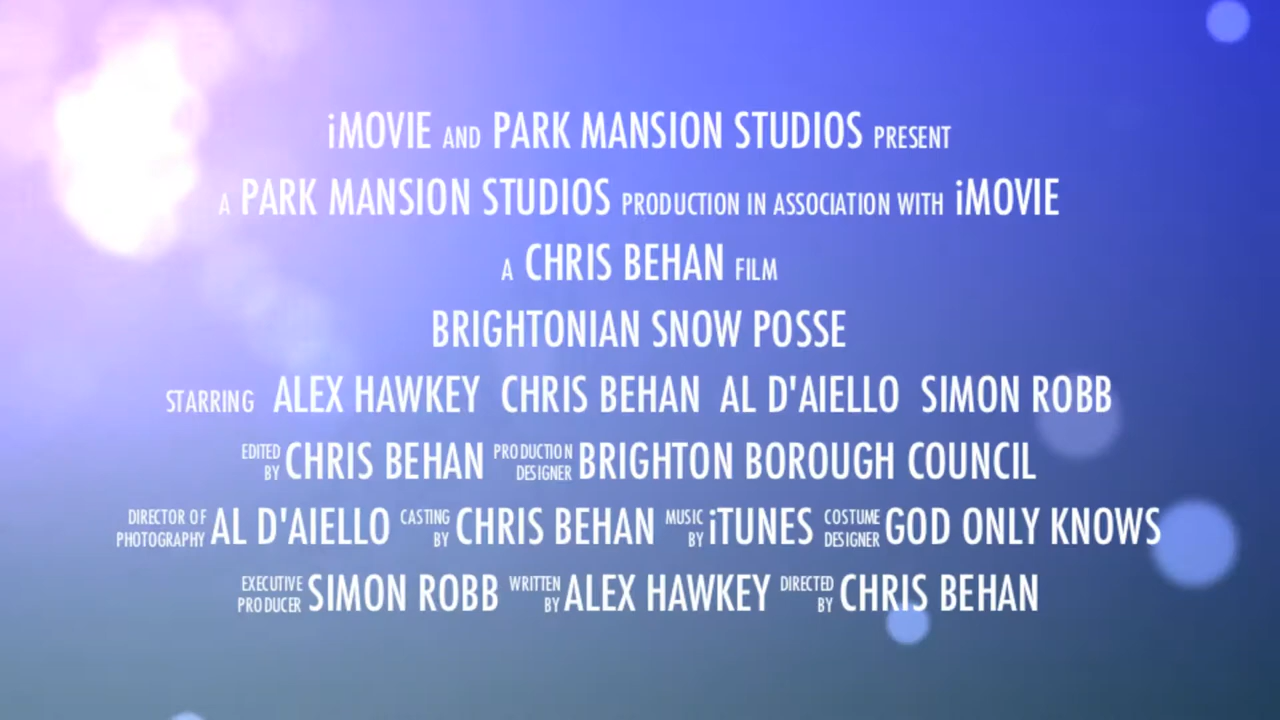 iMOVIE AND PARK MANSION STUDIOS PRESENT
A PARK MANSION STUDIOS PRODUCTION IN ASSOCIATION WITH iMOVIE
A CHRIS BEHAN FILM
BRIGHTONIAN SNOW POSSE
STARRING ALEX HAWKEY CHRIS BEHAN AL D'AIELLO SIMON ROBB
EDITED BY CHRIS BEHAN PRODUCTION DESIGNER BRIGHTON BOROUGH COUNCIL
DIRECTOR OF PHOTOGRAPHY AL D'AIELLO CASTING BY CHRIS BEHAN MUSIC BY iTUNES COSTUME DESIGNER GOD ONLY KNOWS
EXECUTIVE PRODUCER SIMON ROBB WRITTEN BY ALEX HAWKEY DIRECTED BY CHRIS BEHAN